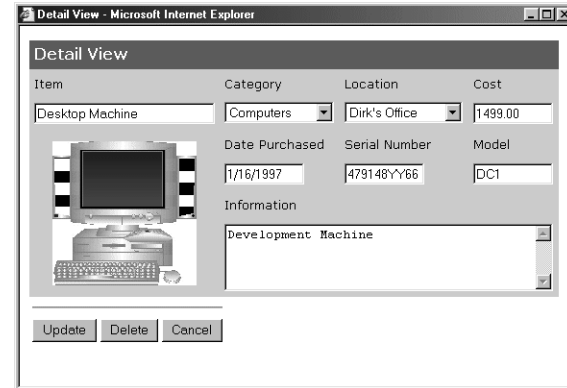 Detail View - Microsoft Internet Explorer
Detail View
Item
Category
Location
Cost
Desktop Machine
Computers
Dirk's Office
1499.00
Date Purchased
Serial Number
Model
1/16/1997
479148YY66
DC1
Information
Development Machine
Update
Delete
Cancel